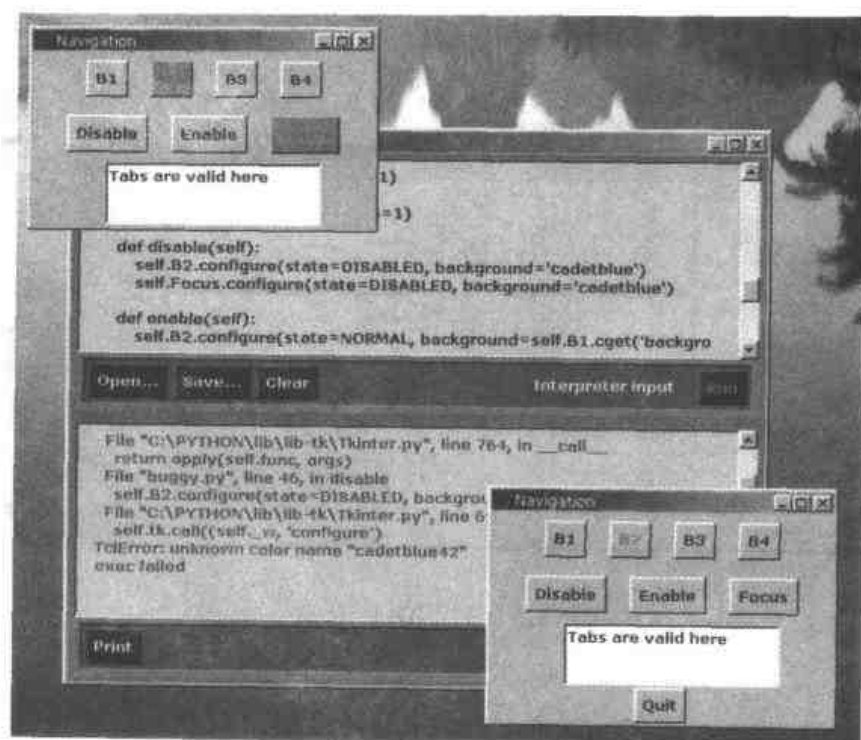 Navigation
B1 B3 B4
Disable Enable
Tabs are valid here
1)
=1)
def disable(self):
self.B2.configure(state=DISABLED, background='cadetblue')
self.Focus.configure(state=DISABLED, background='cadetblue')
def enable(self):
self.B2.configure(state=NORMAL, background=self.B1.cget('backgro
Open... Save... Clear Interpreter input Run
File "C:\PYTHON\lib\lib-tk\Tkinter.py", line 764, in __call__
return apply(self.func, args)
File "buggy.py", line 46, in disable
self.B2.configure(state=DISABLED, backgrou
File "C:\PYTHON\lib\lib-tk\Tkinter.py", line 6
self.tk.call((self._w, 'configure')
TclError: unknown color name "cadetblue42"
exec failed
Print
Navigation
B1 B2 B3 B4
Disable Enable Focus
Tabs are valid here
Quit